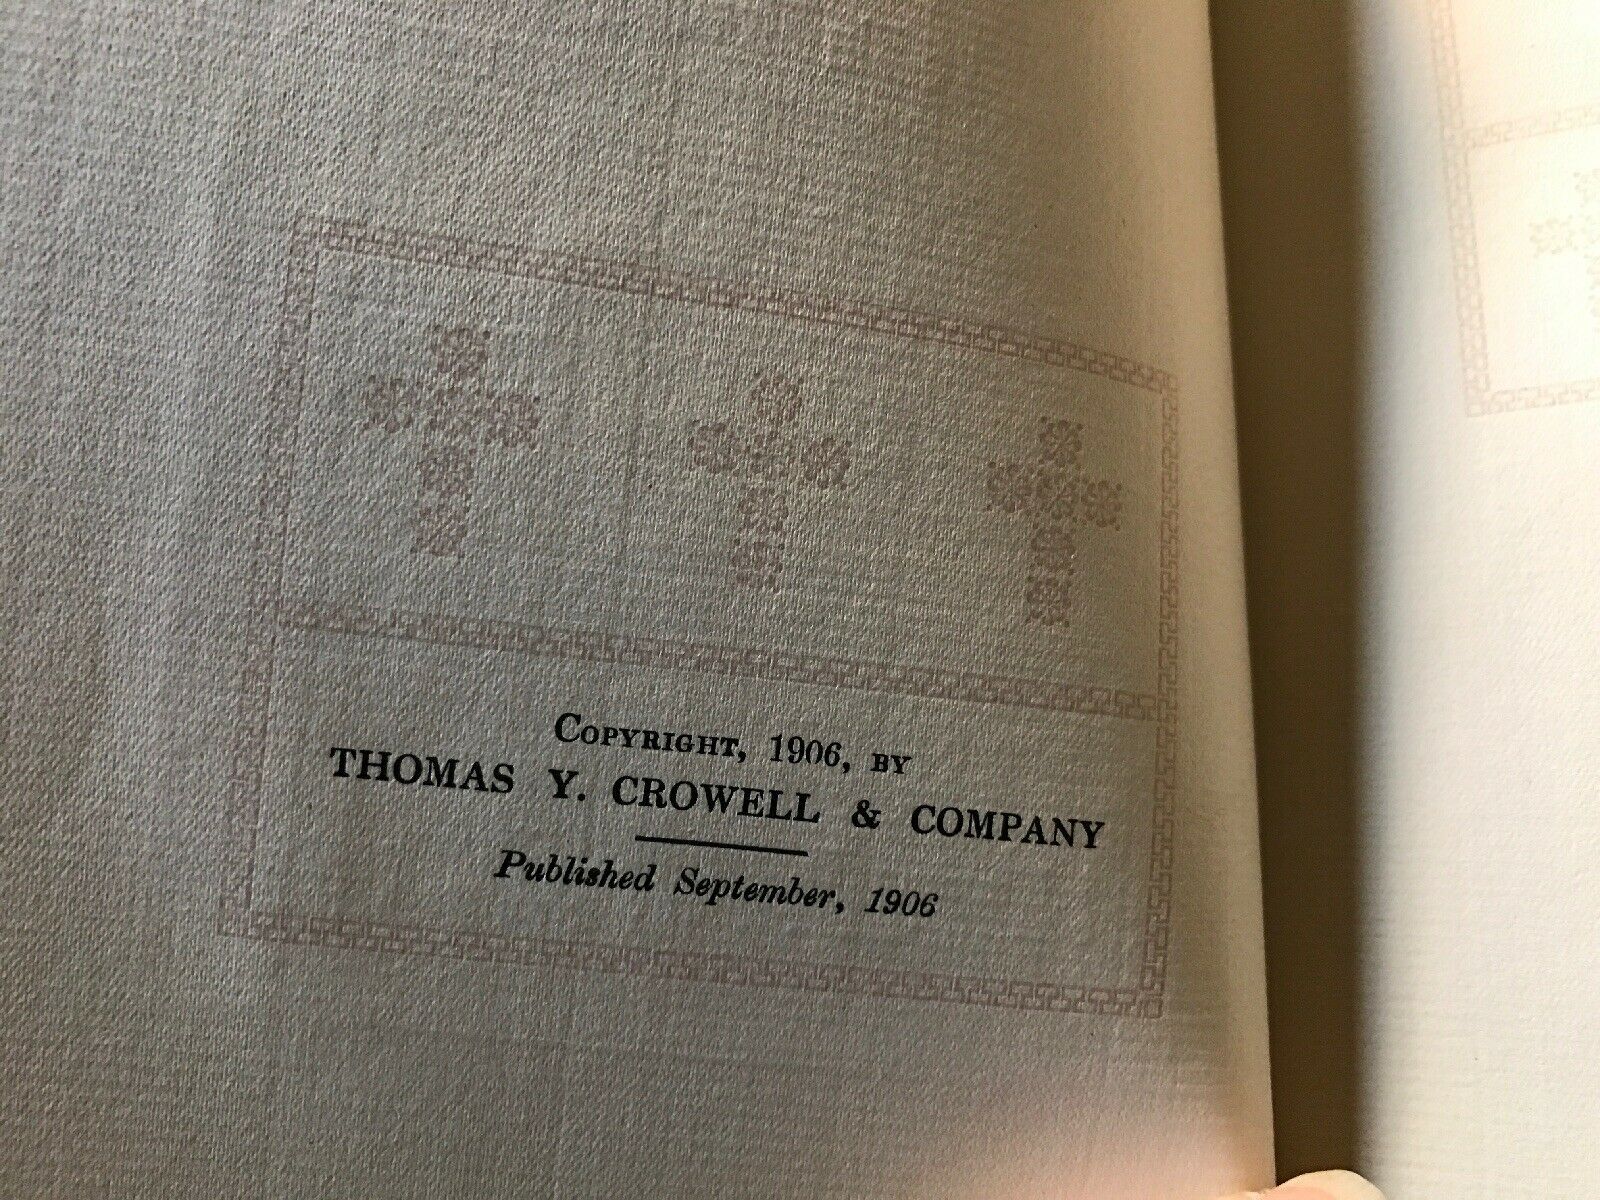 Copyright, 1906, by
THOMAS Y. CROWELL & COMPANY
Published September, 1906